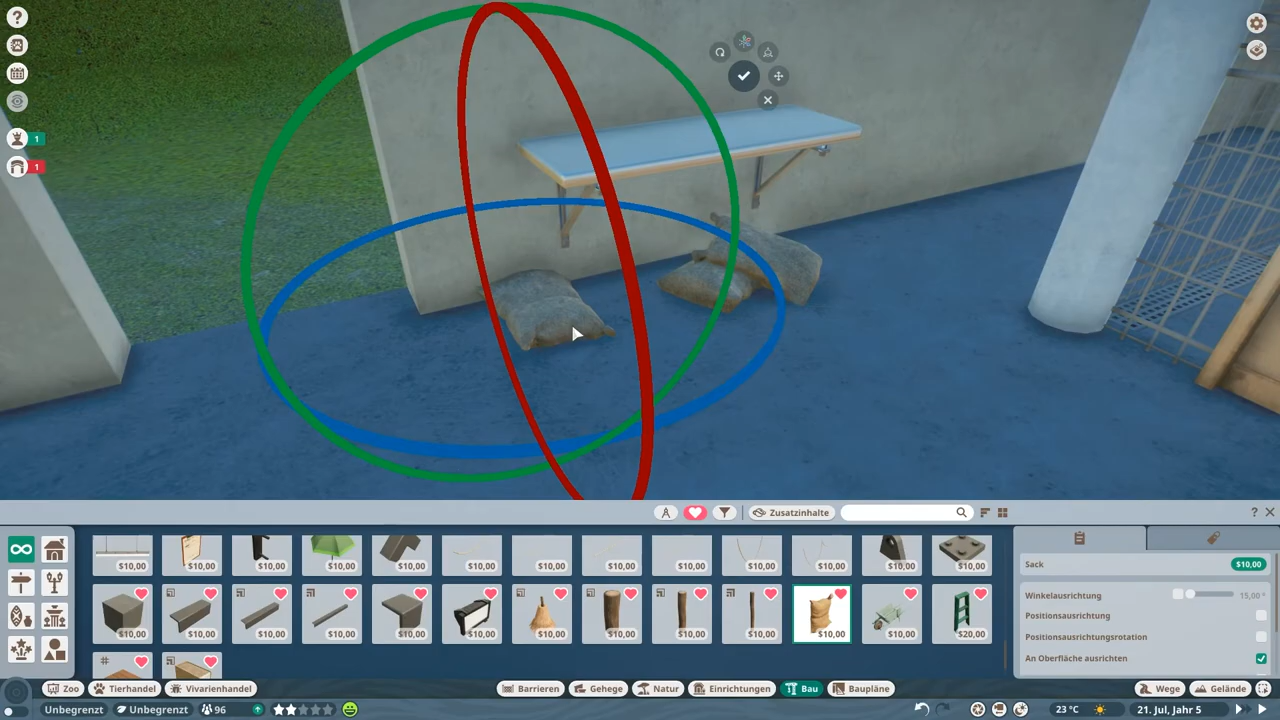 ?
1
1
Zusatzinhalte
? ×
$10,00 $10,00 $10,00 $10,00 $10,00 $10,00 $10,00 $10,00 $10,00 $10,00 $10,00 $10,00 $10,00
Sack $10,00
$10,00 $10,00 $10,00 $10,00 $10,00 $10,00 $10,00 $10,00 $10,00 $10,00 $10,00 $10,00 $20,00
Winkelausrichtung 15,00 °
Positionsausrichtung
Positionsausrichtungsrotation
An Oberfläche ausrichten
Zoo Tierhandel Vivarienhandel Barrieren Gehege Natur Einrichtungen Bau Baupläne Wege Gelände
Unbegrenzt Unbegrenzt 96 23 °C 21. Jul, Jahr 5